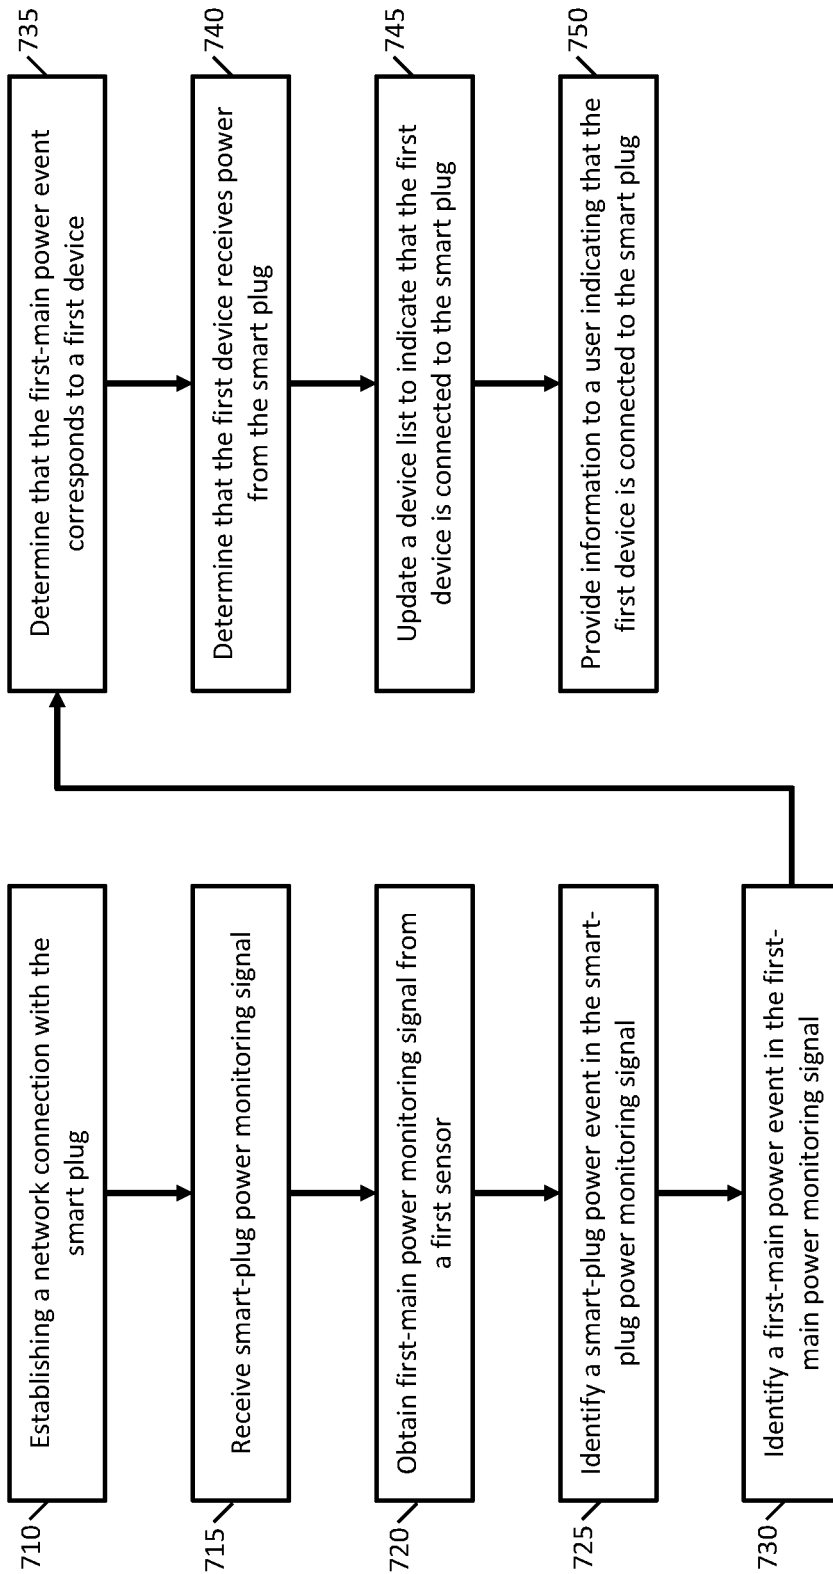 710
Establishing a network connection with the
smart plug
715
Receive smart-plug power monitoring signal
720
Obtain first-main power monitoring signal from
a first sensor
725
Identify a smart-plug power event in the smart-
plug power monitoring signal
730
Identify a first-main power event in the first-
main power monitoring signal
735
Determine that the first-main power event
corresponds to a first device
740
Determine that the first device receives power
from the smart plug
745
Update a device list to indicate that the first
device is connected to the smart plug
750
Provide information to a user indicating that the
first device is connected to the smart plug